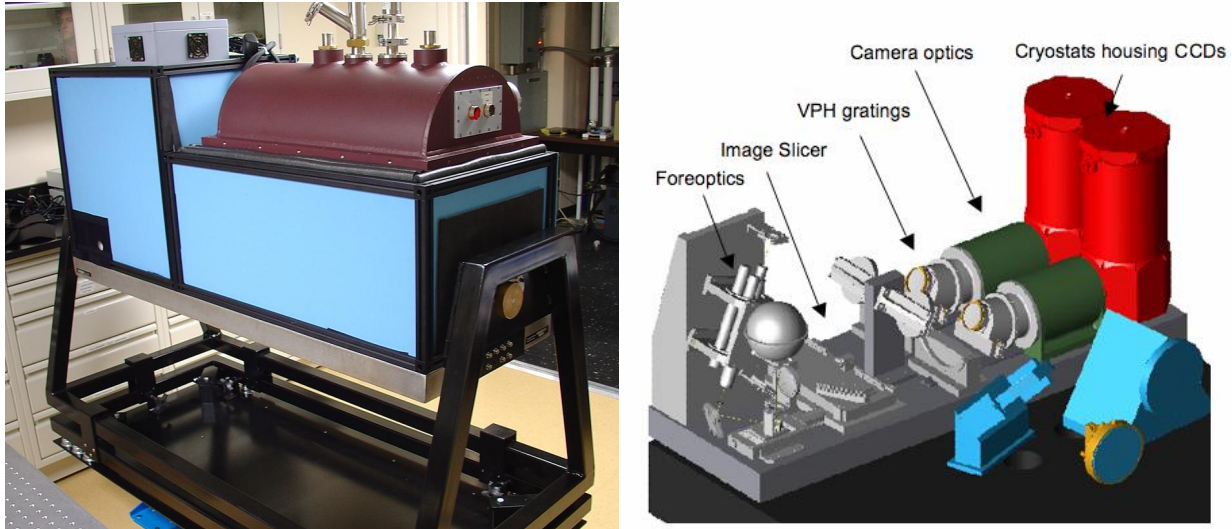 Camera optics
Cryostats housing CCDs
VPH gratings
Image Slicer
Foreoptics